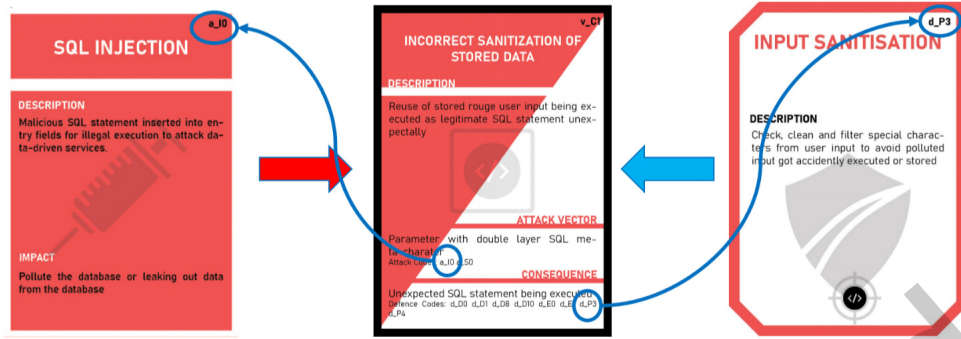 a_I0
SQL INJECTION
DESCRIPTION
Malicious SQL statement inserted into en-
try fields for illegal execution to attack da-
ta-driven services.
IMPACT
Pollute the database or leaking out data
from the database
v_C1
INCORRECT SANITIZATION OF
STORED DATA
DESCRIPTION
Reuse of stored rouge user input being ex-
ecuted as legitimate SQL statement unex-
pectally
</>
ATTACK VECTOR
Parameter with double layer SQL me-
ta-charater
Attack Codes: a_I0 a_S0
CONSEQUENCE
Unexpected SQL statement being executed
Defence Codes: d_D0 d_D1 d_D8 d_D10 d_E0 d_E1 d_P3
d_P4
d_P3
INPUT SANITISATION
DESCRIPTION
Check, clean and filter special charac-
ters from user input to avoid polluted
input got accidently executed or stored
</>